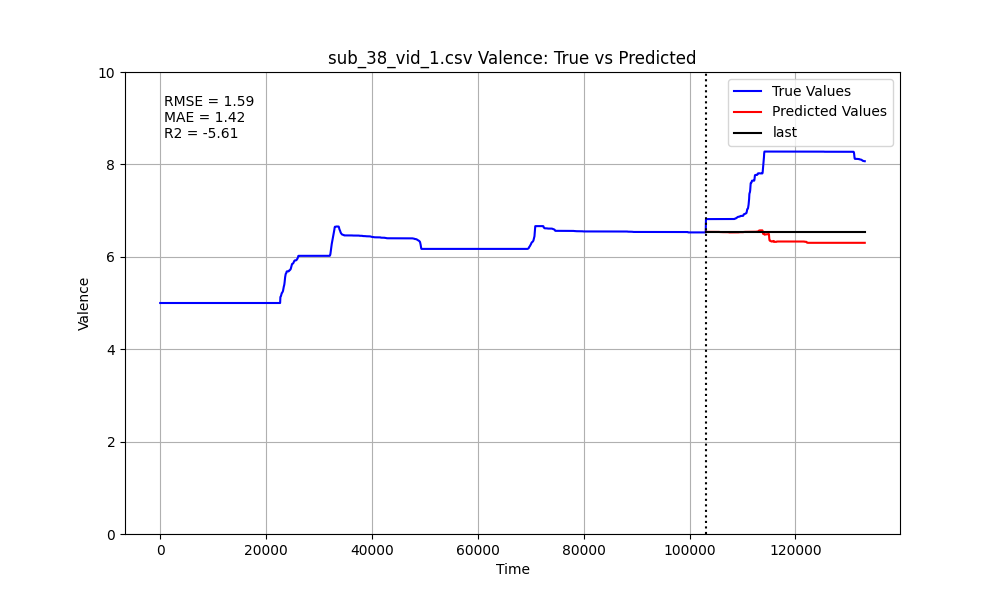 sub_38_vid_1.csv Valence: True vs Predicted
RMSE = 1.59
MAE = 1.42
R2 = -5.61
True Values
Predicted Values
last
10
8
6
4
2
0
Valence
0
20000
40000
60000
80000
100000
120000
Time